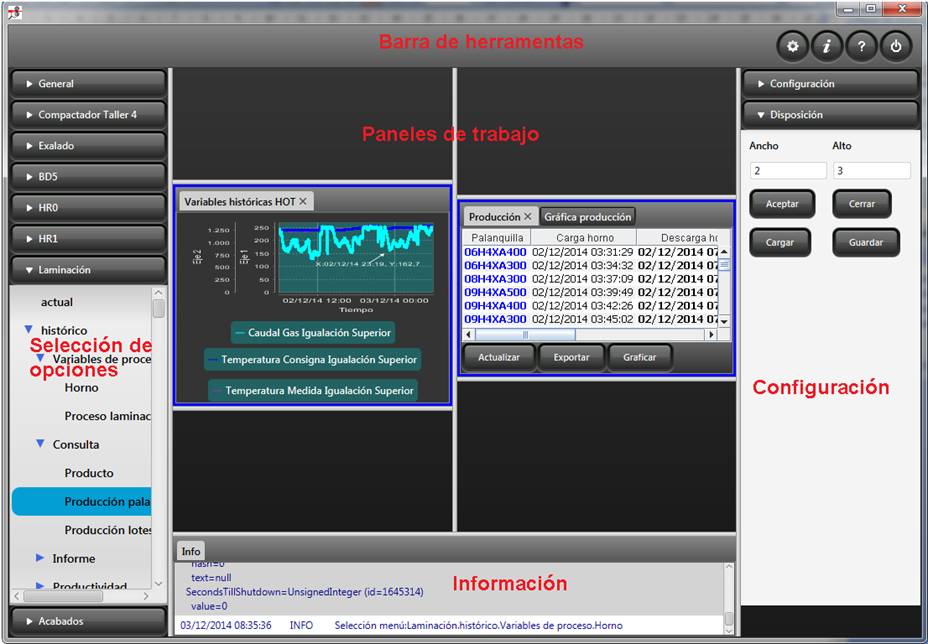 Barra de herramentas
General
Compactador Taller 4
Exalado
BD5
HR0
HR1
Laminación
actual
histórico
Selección de
opciones
Variables de proce
Horno
Proceso laminac
Consulta
Producto
Producción pala
Producción lotes
Informe
Productividad
Acabados
Paneles de trabajo
Variables históricas HOT
Eje 2
1.250
1.000
750
500
250
0
Eje 1
250
200
150
100
50
0
X:02/12/14 23,19, Y:162,7
02/12/14 12:00 03/12/14 00:00
Tiempo
Caudal Gas Igualación Superior
Temperatura Consigna Igualación Superior
Temperatura Medida Igualación Superior
Producción Gráfica producción
Palanquilla Carga horno Descarga ho
06H4XA400 02/12/2014 03:31:29 02/12/2014 07
06H4XA300 02/12/2014 03:34:32 02/12/2014 07
08H4XA300 02/12/2014 03:37:09 02/12/2014 07
09H4XA500 02/12/2014 03:39:49 02/12/2014 07
09H4XA400 02/12/2014 03:42:26 02/12/2014 07
09H4XA300 02/12/2014 03:45:02 02/12/2014 07
Actualizar Exportar Graficar
Info
hash=0
text=null
SecondsTillShutdown=UnsignedInteger (id=1645314)
value=0
Información
03/12/2014 08:35:36 INFO Selección menú:Laminación.histórico.Variables de proceso.Horno
Configuración
Disposición
Ancho Alto
2 3
Aceptar Cerrar
Cargar Guardar
Configuración